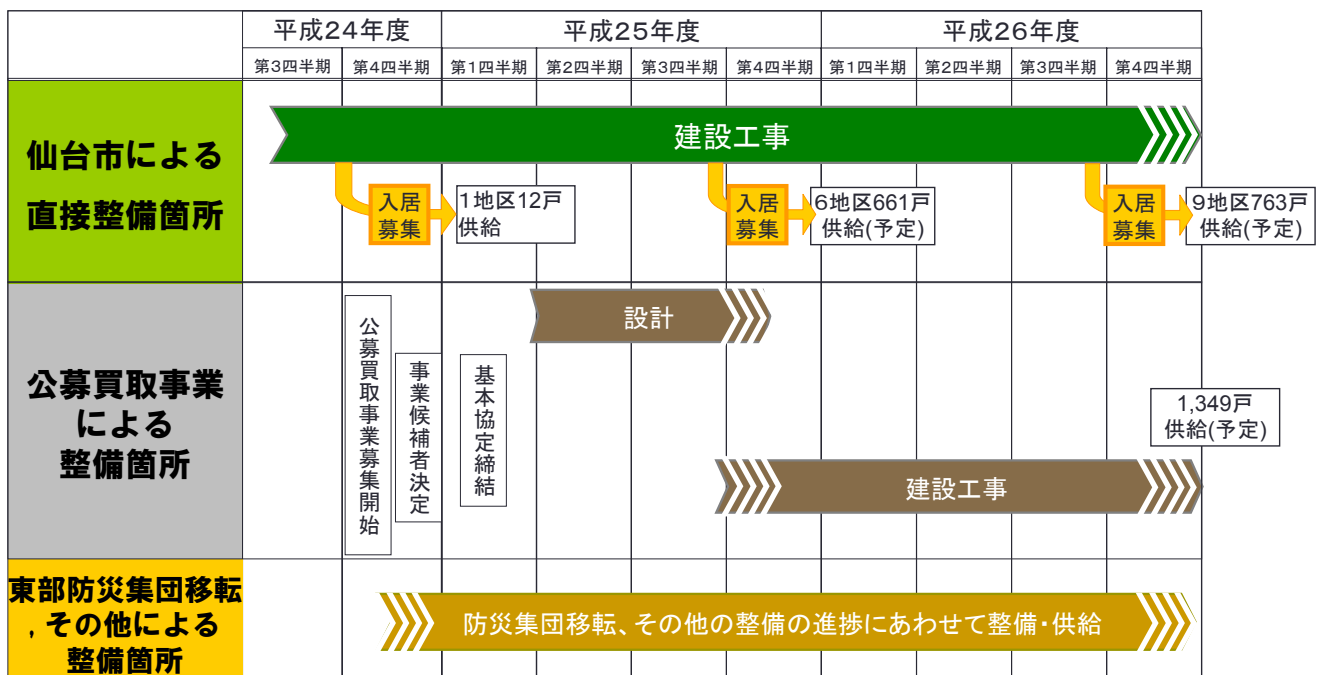 平成24年度
平成25年度
平成26年度
第3四半期
第4四半期
第1四半期
第2四半期
第3四半期
第4四半期
第1四半期
第2四半期
第3四半期
第4四半期
仙台市による
直接整備箇所
建設工事
入居
募集
1地区12戸
供給
入居
募集
6地区661戸
供給(予定)
入居
募集
9地区763戸
供給(予定)
公募買取事業
による
整備箇所
公募買取事業募集開始
事業候補者決定
基本協定締結
設計
建設工事
1,349戸
供給(予定)
東部防災集団移転
,その他による
整備箇所
防災集団移転、その他の整備の進捗にあわせて整備・供給